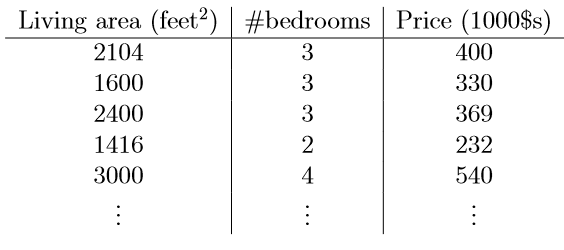 Living area (feet²) #bedrooms Price (1000$s)
2104 3 400
1600 3 330
2400 3 369
1416 2 232
3000 4 540
⋮ ⋮ ⋮